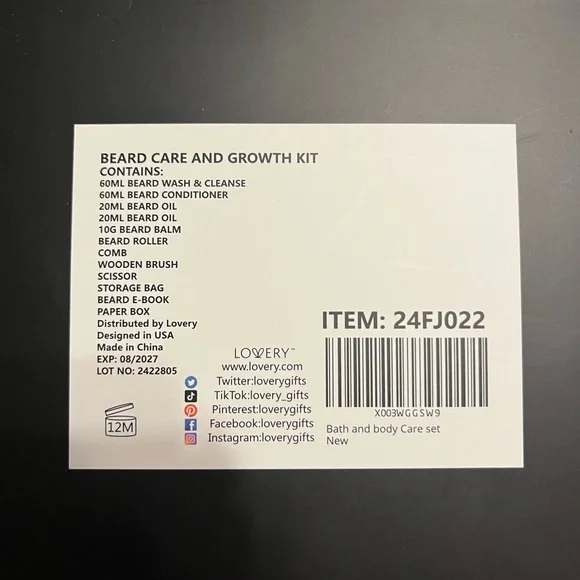 BEARD CARE AND GROWTH KIT
CONTAINS:
60ML BEARD WASH & CLEANSE
60ML BEARD CONDITIONER
20ML BEARD OIL
20ML BEARD OIL
10G BEARD BALM
BEARD ROLLER
COMB
WOODEN BRUSH
SCISSOR
STORAGE BAG
BEARD E-BOOK
PAPER BOX
Distributed by Lovery
Designed in USA
Made in China
EXP: 08/2027
LOT NO: 2422805
12M
LOVERY™
www.lovery.com
Twitter:loverygifts
TikTok:lovery_gifts
Pinterest:loverygifts
Facebook:loverygifts
Instagram:loverygifts
ITEM: 24FJ022
X003WGGSW9
Bath and body Care set
New